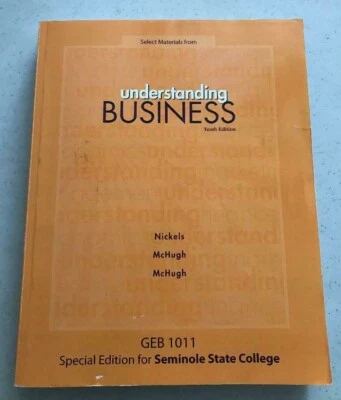 Select Materials from
understanding
BUSINESS
Tenth Edition
Nickels
McHugh
McHugh
GEB 1011
Special Edition for Seminole State College